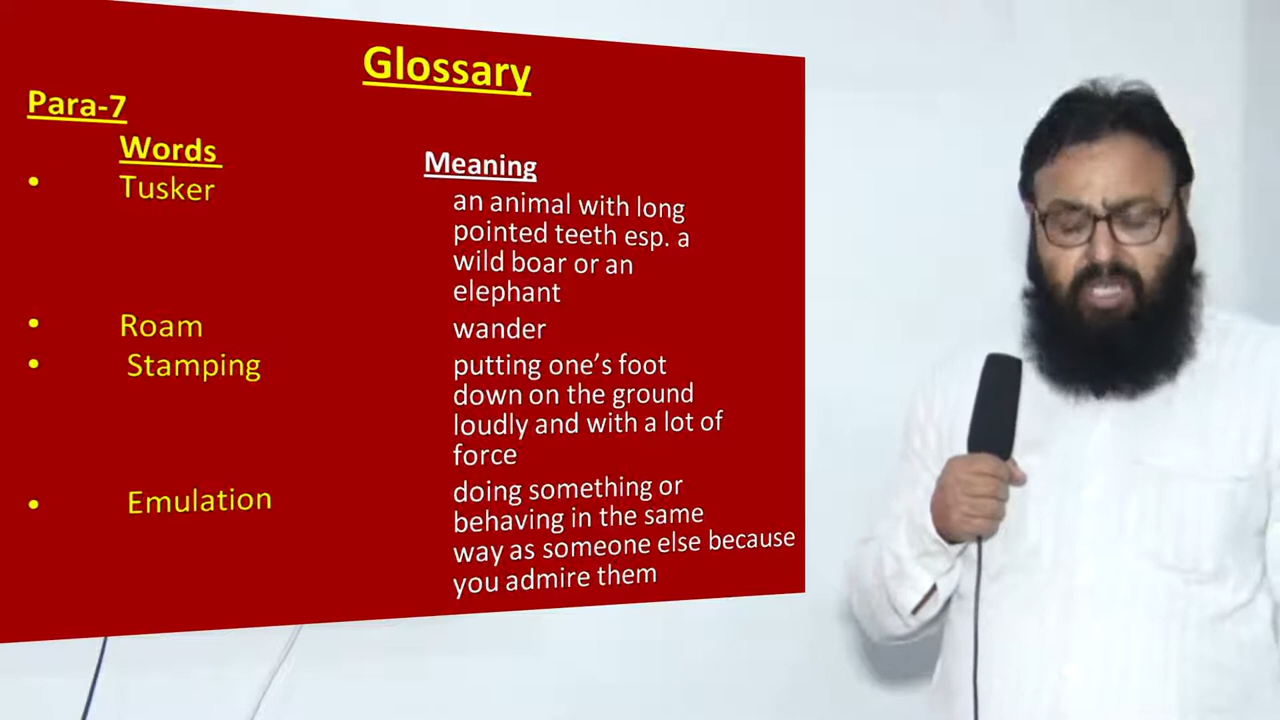 Glossary
Para-7
Words Meaning
• Tusker an animal with long
pointed teeth esp. a
wild boar or an
elephant
• Roam wander
• Stamping putting one’s foot
down on the ground
loudly and with a lot of
force
• Emulation doing something or
behaving in the same
way as someone else because
you admire them